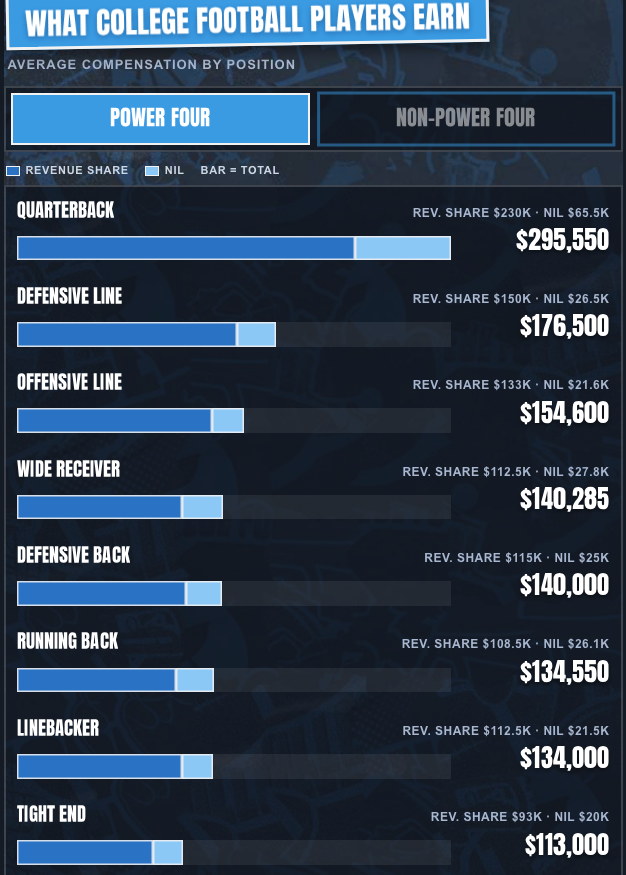 WHAT COLLEGE FOOTBALL PLAYERS EARN
AVERAGE COMPENSATION BY POSITION
POWER FOUR NON-POWER FOUR
REVENUE SHARE NIL BAR = TOTAL
QUARTERBACK REV. SHARE $230K · NIL $65.5K
$295,550
DEFENSIVE LINE REV. SHARE $150K · NIL $26.5K
$176,500
OFFENSIVE LINE REV. SHARE $133K · NIL $21.6K
$154,600
WIDE RECEIVER REV. SHARE $112.5K · NIL $27.8K
$140,285
DEFENSIVE BACK REV. SHARE $115K · NIL $25K
$140,000
RUNNING BACK REV. SHARE $108.5K · NIL $26.1K
$134,550
LINEBACKER REV. SHARE $112.5K · NIL $21.5K
$134,000
TIGHT END REV. SHARE $93K · NIL $20K
$113,000